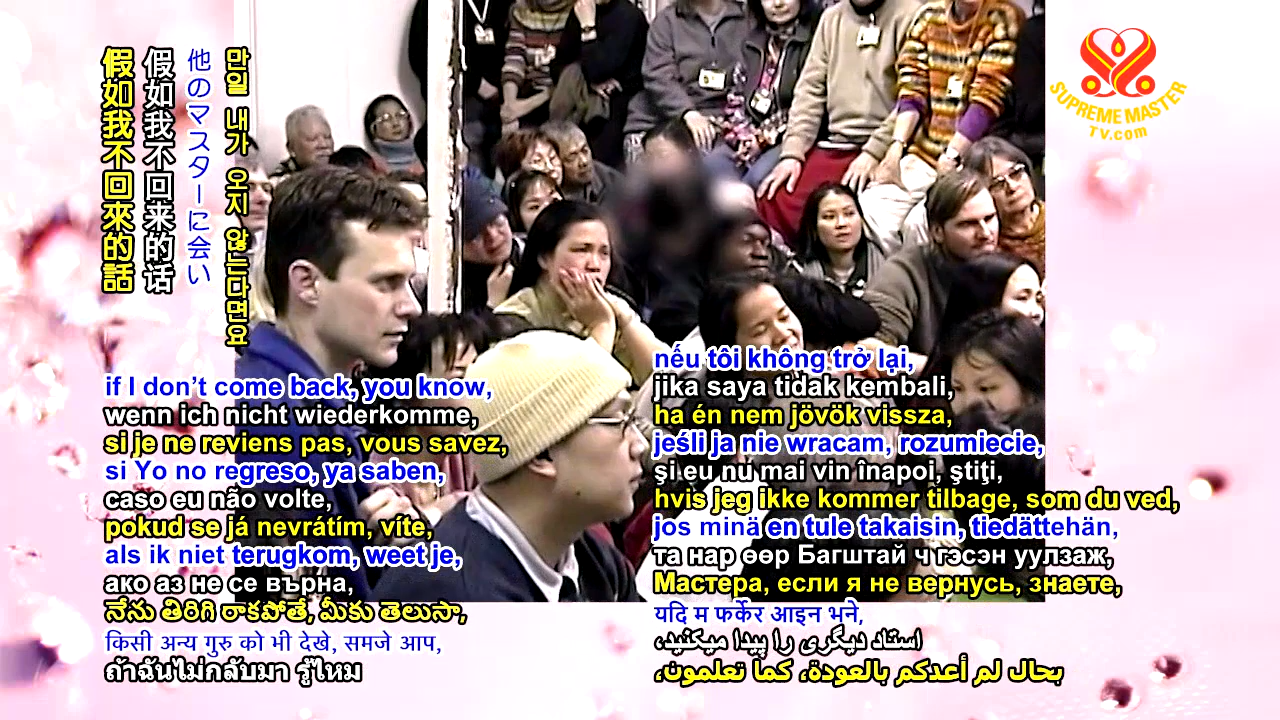 假如我不回來的話
假如我不回来的话
他のマスターに会い
만일 내가 오지 않는다면요
SUPREME MASTER
TV.com
if I don’t come back, you know,
wenn ich nicht wiederkomme,
si je ne reviens pas, vous savez,
si Yo no regreso, ya saben,
caso eu não volte,
pokud se já nevrátím, víte,
als ik niet terugkom, weet je,
ако аз не се върна,
నేను తిరిగి రాకపోతే, మీకు తెలుసా,
किसी अन्य गुरु को भी देखे, समजे आप,
ถ้าฉันไม่กลับมา รู้ไหม
nếu tôi không trở lại,
jika saya tidak kembali,
ha én nem jövök vissza,
jeśli ja nie wracam, rozumiecie,
şi eu nu mai vin înapoi, ştiţi,
hvis jeg ikke kommer tilbage, som du ved,
jos minä en tule takaisin, tiedättehän,
та нар өөр Багштай ч гэсэн уулзаж,
Мастера, если я не вернусь, знаете,
यदि म फर्केर आइन भने,
استاد دیگری را پیدا میکنید،
بحال لم أعدكم بالعودة، كما تعلمون،